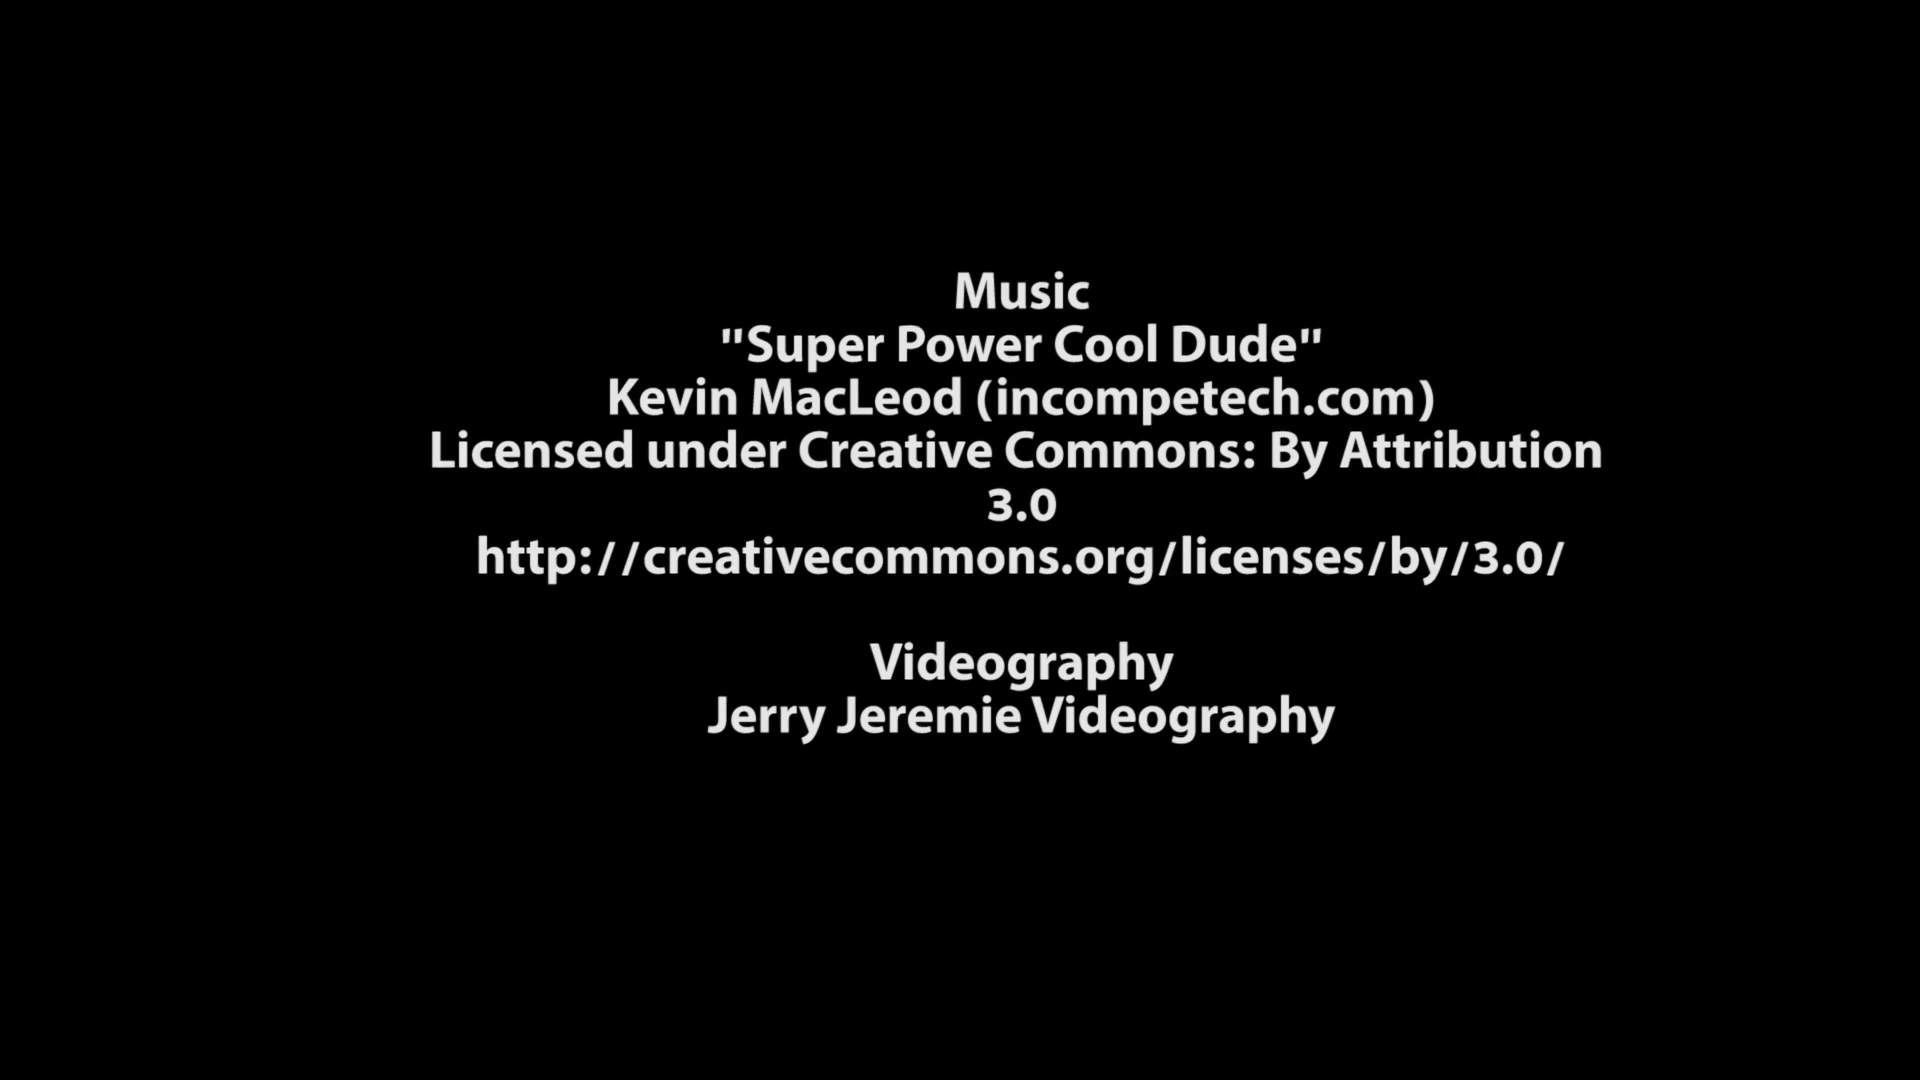 Music
"Super Power Cool Dude"
Kevin MacLeod (incompetech.com)
Licensed under Creative Commons: By Attribution
3.0
http://creativecommons.org/licenses/by/3.0/
Videography
Jerry Jeremie Videography